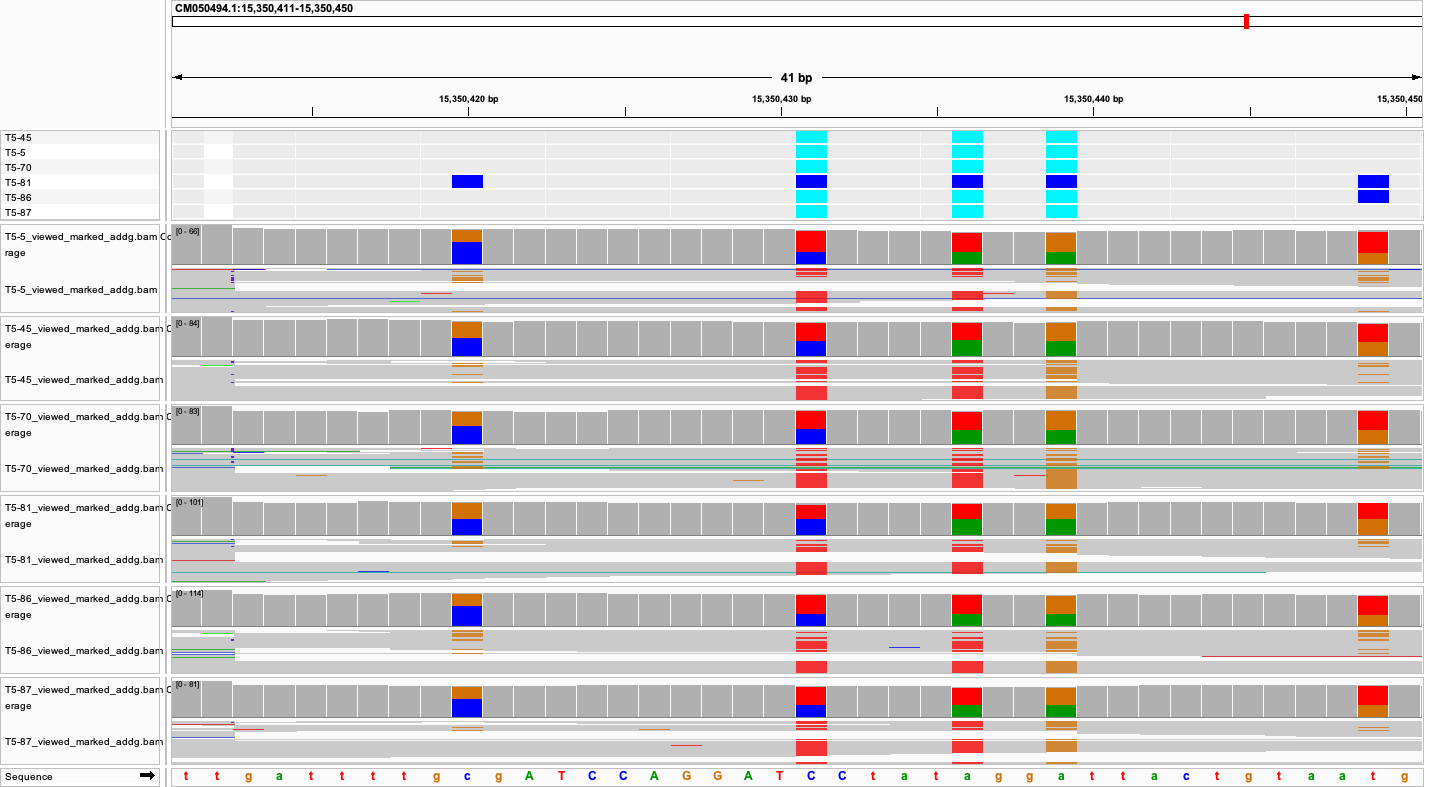 CM050494.1:15,350,411-15,350,450
41 bp
15,350,420 bp 15,350,430 bp 15,350,440 bp 15,350,450
T5-45
T5-5
T5-70
T5-81
T5-86
T5-87
T5-5_viewed_marked_addg.bam Co
rage
[0 - 66]
T5-5_viewed_marked_addg.bam
T5-45_viewed_marked_addg.bam C
erage
[0 - 84]
T5-45_viewed_marked_addg.bam
T5-70_viewed_marked_addg.bam C
erage
[0 - 83]
T5-70_viewed_marked_addg.bam
T5-81_viewed_marked_addg.bam C
erage
[0 - 101]
T5-81_viewed_marked_addg.bam
T5-86_viewed_marked_addg.bam C
erage
[0 - 114]
T5-86_viewed_marked_addg.bam
T5-87_viewed_marked_addg.bam C
erage
[0 - 81]
T5-87_viewed_marked_addg.bam
Sequence t t g a t t t t g c g A T C C A G G A T C C t a t a g g a t t a c t g t a a t g